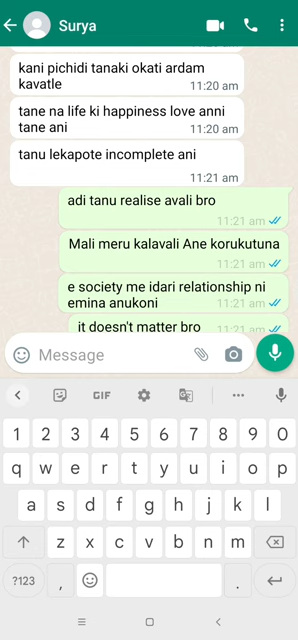 Surya
kani pichidi tanaki okati ardam
kavatle
11:20 am
tane na life ki happiness love anni
tane ani
11:20 am
tanu lekapote incomplete ani
11:21 am
adi tanu realise avali bro
11:21 am
Mali meru kalavali Ane korukutuna
11:21 am
e society me idari relationship ni
emina anukoni
11:21 am
it doesn't matter bro
11:21 am
Message
GIF
1 2 3 4 5 6 7 8 9 0
q w e r t y u i o p
a s d f g h j k l
z x c v b n m
?123 , .